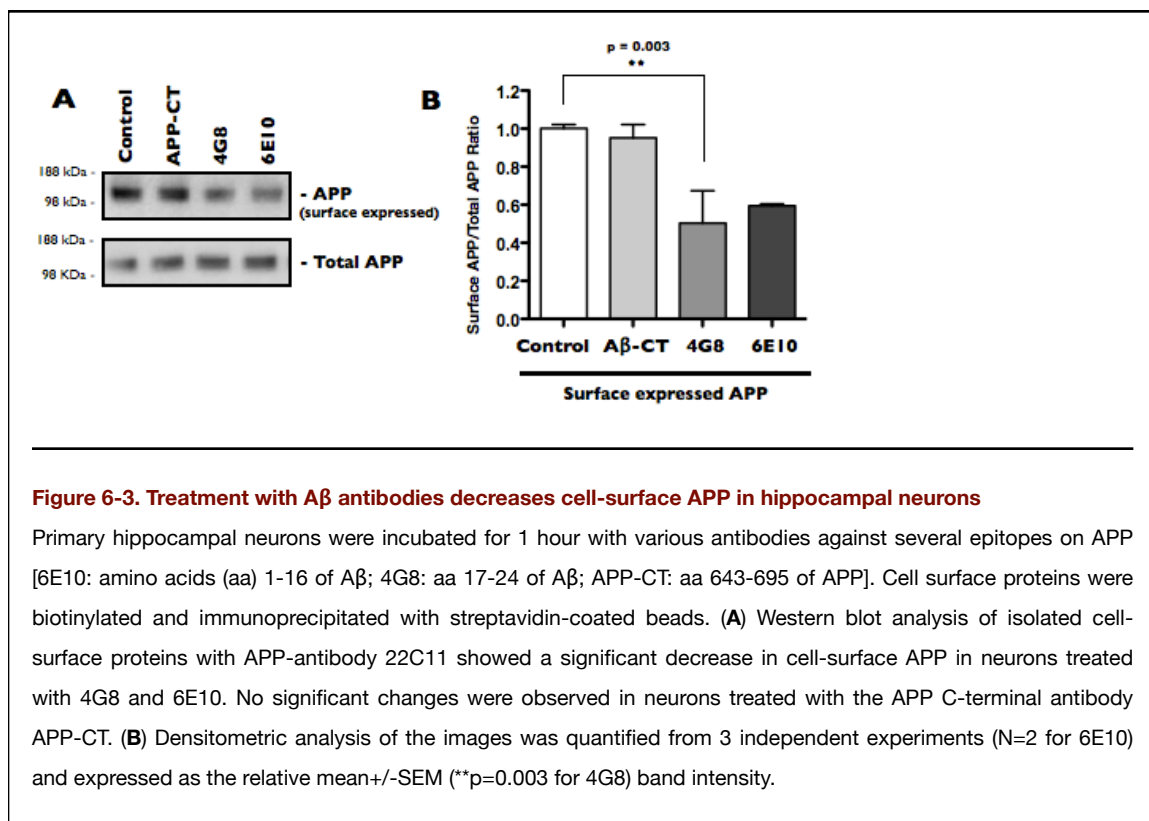 A
Control
APP-CT
4G8
6E10
188 kDa -
98 kDa -
- APP
(surface expressed)
188 kDa -
98 KDa -
- Total APP
B
p = 0.003
**
Surface APP/Total APP Ratio
1.2
1.0
0.8
0.6
0.4
0.2
0.0
Control Aβ-CT 4G8 6E10
Surface expressed APP
Figure 6-3. Treatment with Aβ antibodies decreases cell-surface APP in hippocampal neurons
Primary hippocampal neurons were incubated for 1 hour with various antibodies against several epitopes on APP
[6E10: amino acids (aa) 1-16 of Aβ; 4G8: aa 17-24 of Aβ; APP-CT: aa 643-695 of APP]. Cell surface proteins were
biotinylated and immunoprecipitated with streptavidin-coated beads. (A) Western blot analysis of isolated cell-
surface proteins with APP-antibody 22C11 showed a significant decrease in cell-surface APP in neurons treated
with 4G8 and 6E10. No significant changes were observed in neurons treated with the APP C-terminal antibody
APP-CT. (B) Densitometric analysis of the images was quantified from 3 independent experiments (N=2 for 6E10)
and expressed as the relative mean+/-SEM (**p=0.003 for 4G8) band intensity.